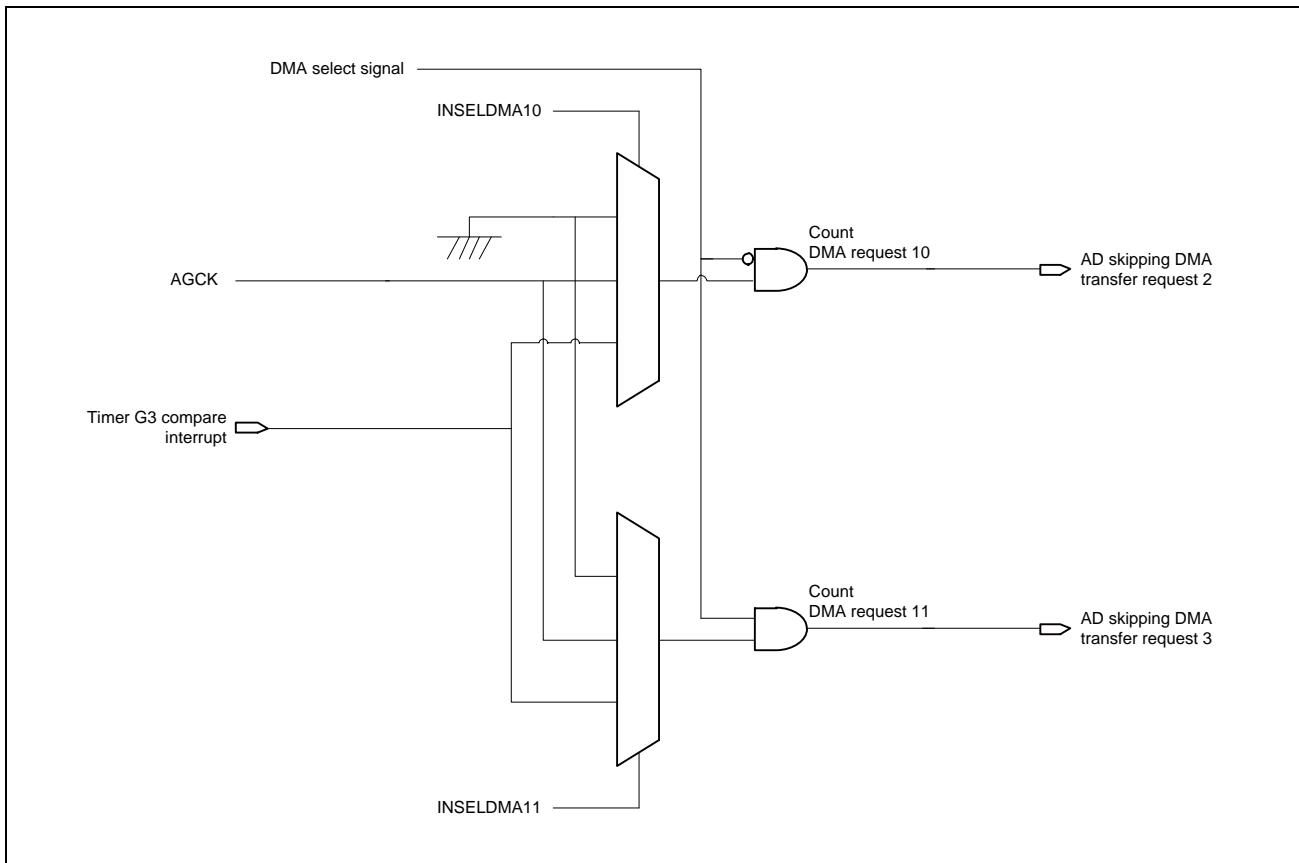 DMA select signal
INSELDMA10
Count
DMA request 10
AD skipping DMA
transfer request 2
AGCK
Timer G3 compare
interrupt
Count
DMA request 11
AD skipping DMA
transfer request 3
INSELDMA11